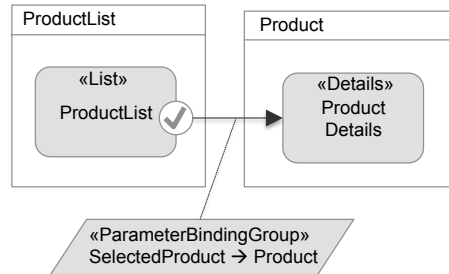 ProductList
«List»
ProductList
Product
«Details»
Product
Details
«ParameterBindingGroup»
SelectedProduct → Product